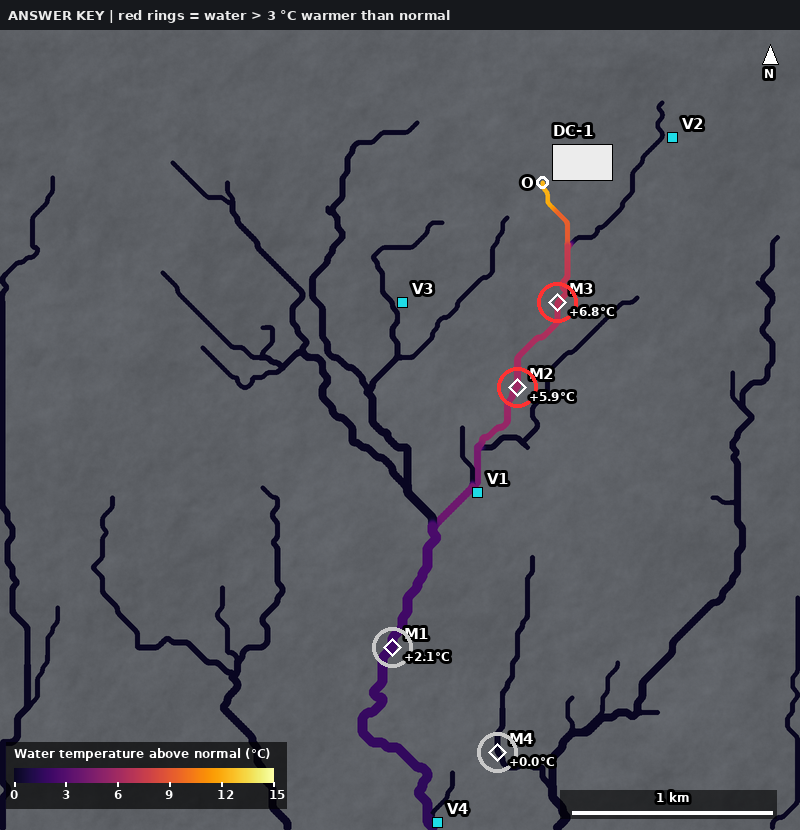 ANSWER KEY | red rings = water > 3 °C warmer than normal
N
V2
DC-1
O
V3
M3
+6.8°C
M2
+5.9°C
V1
M1
+2.1°C
M4
+0.0°C
Water temperature above normal (°C)
0 3 6 9 12 15
V4
1 km